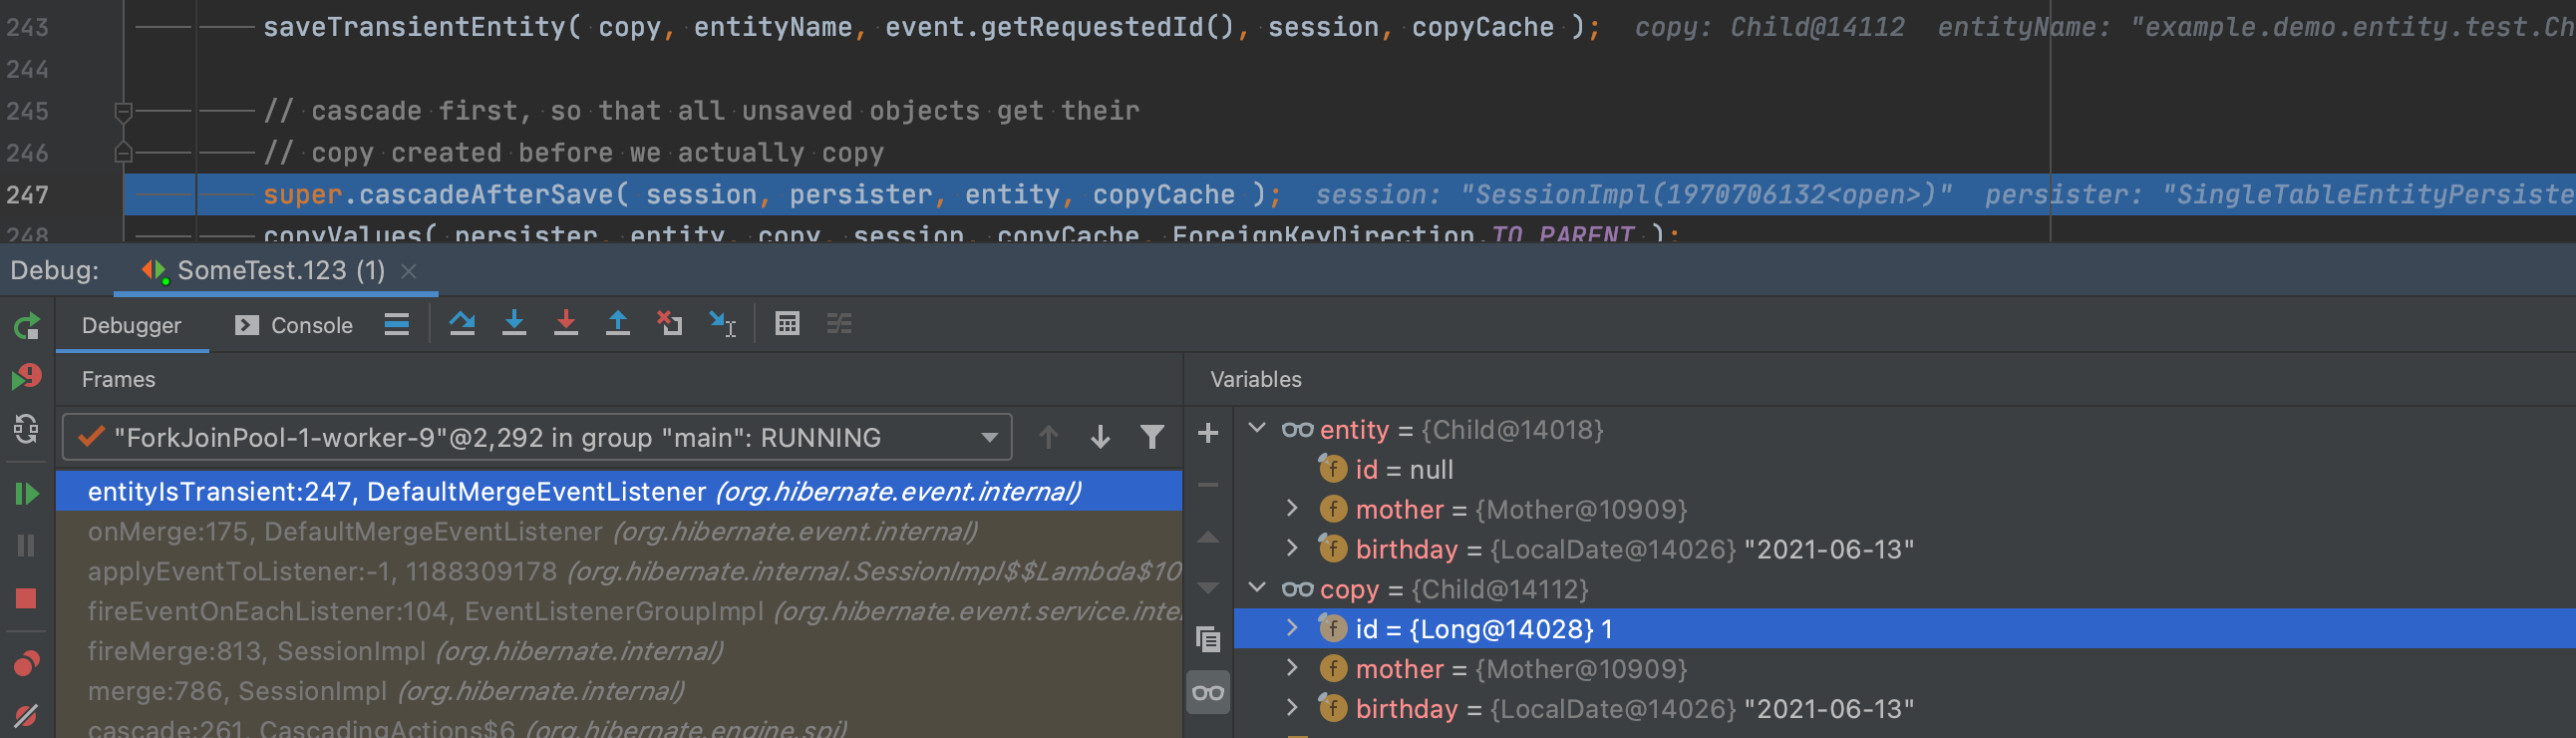 243 saveTransientEntity( copy, entityName, event.getRequestedId(), session, copyCache ); copy: Child@14112 entityName: "example.demo.entity.test.Ch
244
245 // cascade first, so that all unsaved objects get their
246 // copy created before we actually copy
247 super.cascadeAfterSave( session, persister, entity, copyCache ); session: "SessionImpl(1970706132<open>)" persister: "SingleTableEntityPersiste
248 copyValues( persister, entity, copy, session, copyCache, ForeignKeyDirection.TO_PARENT );
Debug: SomeTest.123 (1)
Debugger Console
Frames
Variables
"ForkJoinPool-1-worker-9"@2,292 in group "main": RUNNING
entityIsTransient:247, DefaultMergeEventListener (org.hibernate.event.internal)
onMerge:175, DefaultMergeEventListener (org.hibernate.event.internal)
applyEventToListener:-1, 1188309178 (org.hibernate.internal.SessionImpl$$Lambda$10
fireEventOnEachListener:104, EventListenerGroupImpl (org.hibernate.event.service.inte
fireMerge:813, SessionImpl (org.hibernate.internal)
merge:786, SessionImpl (org.hibernate.internal)
cascade:261, CascadingActions$6 (org.hibernate.engine.spi)
entity = {Child@14018}
id = null
mother = {Mother@10909}
birthday = {LocalDate@14026} "2021-06-13"
copy = {Child@14112}
id = {Long@14028} 1
mother = {Mother@10909}
birthday = {LocalDate@14026} "2021-06-13"